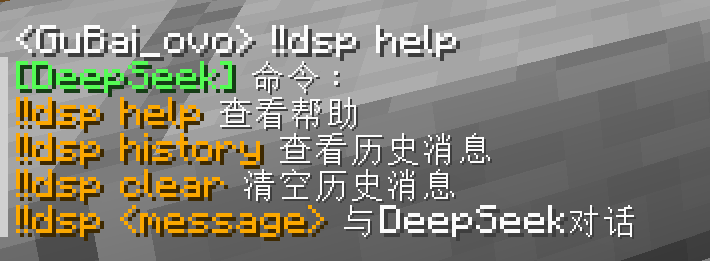 <GuBai_ovo> !!dsp help
[DeepSeek] 命令：
!!dsp help 查看帮助
!!dsp history 查看历史消息
!!dsp clear 清空历史消息
!!dsp <message> 与DeepSeek对话